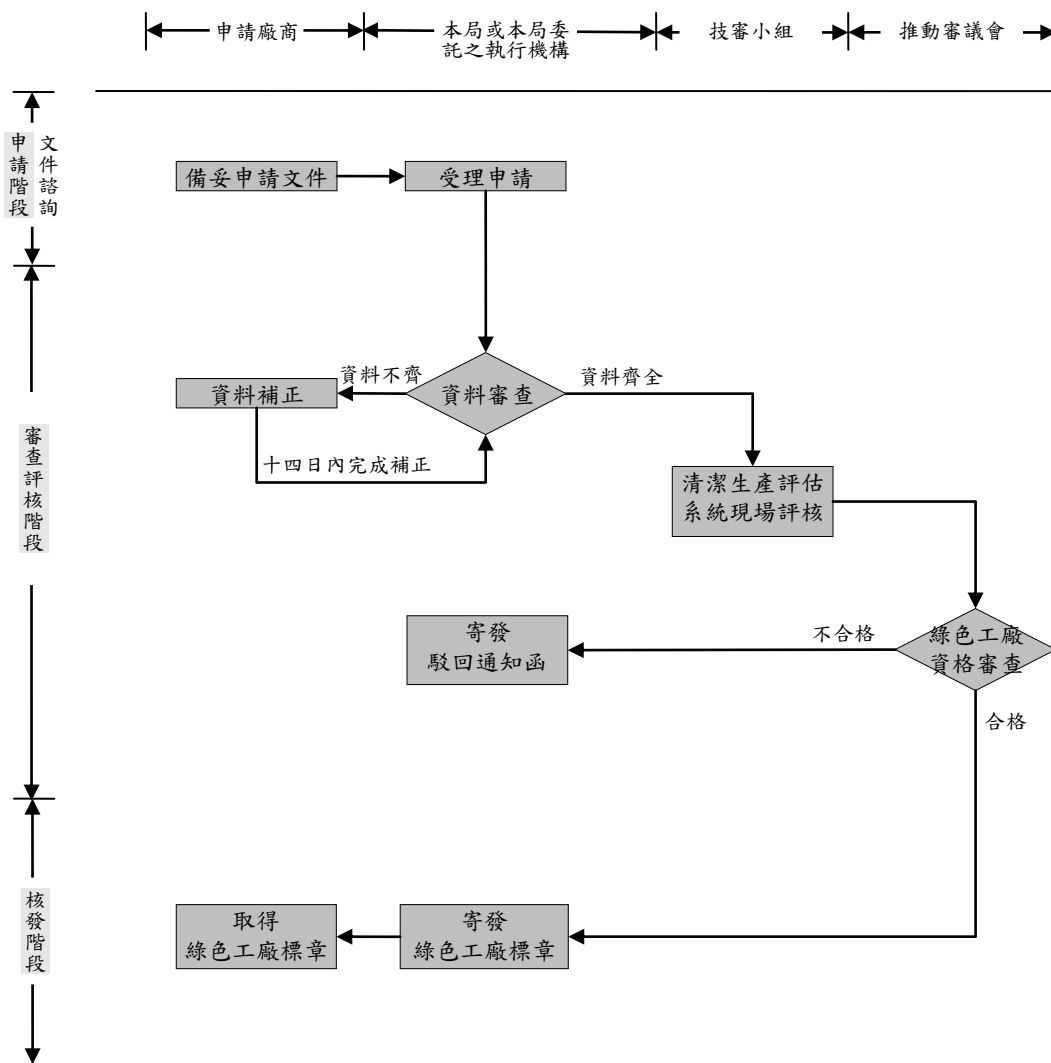 申請廠商
本局或本局委
託之執行機構
技審小組
推動審議會
申請階段
文件諮詢
備妥申請文件
受理申請
審查評核階段
資料不齊
資料齊全
資料補正
資料審查
十四日內完成補正
清潔生產評估
系統現場評核
寄發
駁回通知函
不合格
綠色工廠
資格審查
合格
核發階段
取得
綠色工廠標章
寄發
綠色工廠標章